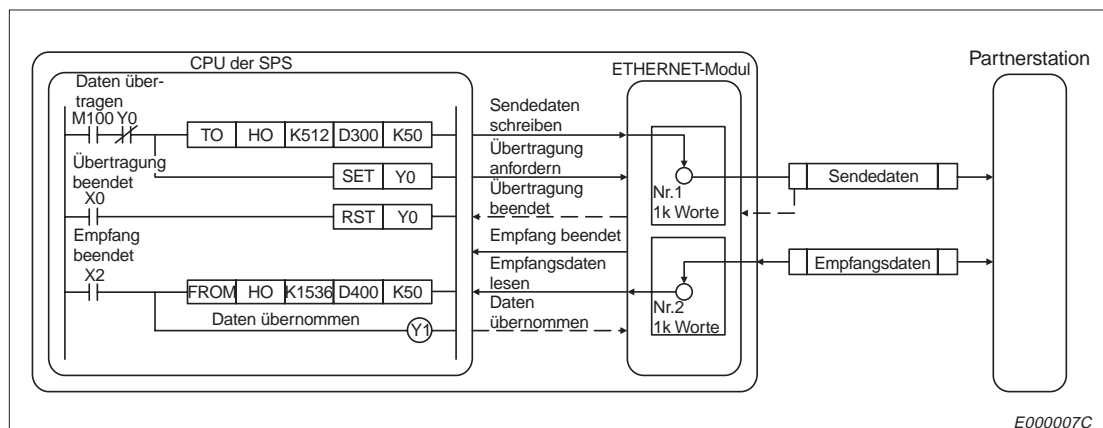 CPU der SPS
ETHERNET-Modul
Partnerstation
Daten über-
tragen
M100 Y0
TO HO K512 D300 K50
Sendedaten
schreiben
Übertragung
beendet
SET Y0
Übertragung
anfordern
X0
RST Y0
Übertragung
beendet
Nr.1
1k Worte
Sendedaten
Empfang
beendet
Empfang beendet
X2
FROM HO K1536 D400 K50
Empfangsdaten
lesen
Empfangsdaten
Daten übernommen
Y1
Daten
übernommen
Nr.2
1k Worte
E000007C